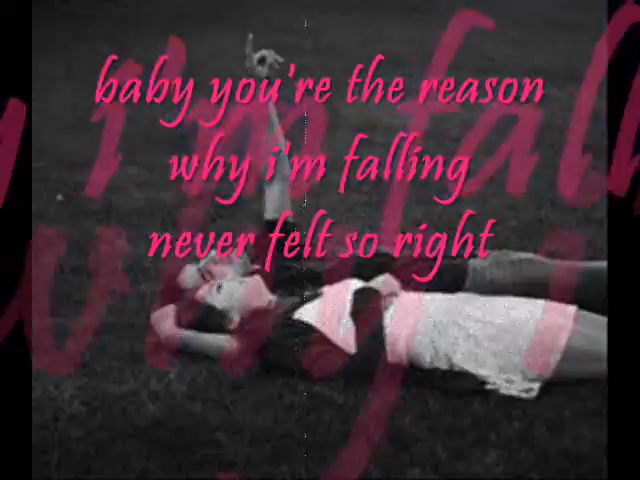 baby you're the reason
why i'm falling
never felt so right